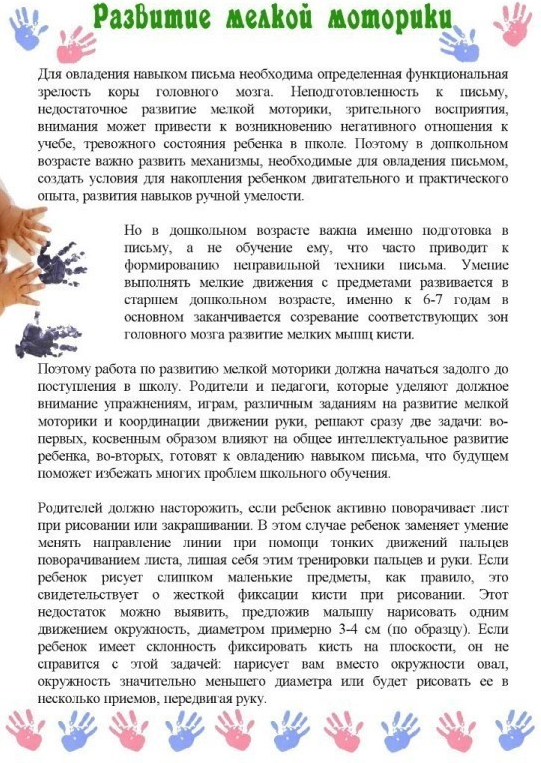 Развитие мелкой моторики
Для овладения навыком письма необходима определенная функциональная
зрелость коры головного мозга. Неподготовленность к письму,
недостаточное развитие мелкой моторики, зрительного восприятия,
внимания может привести к возникновению негативного отношения к
учебе, тревожного состояния ребенка в школе. Поэтому в дошкольном
возрасте важно развить механизмы, необходимые для овладения письмом,
создать условия для накопления ребенком двигательного и практического
опыта, развития навыков ручной умелости.
Но в дошкольном возрасте важна именно подготовка в
письму, а не обучение ему, что часто приводит к
формированию неправильной техники письма. Умение
выполнять мелкие движения с предметами развивается в
старшем дошкольном возрасте, именно к 6-7 годам в
основном заканчивается созревание соответствующих зон
головного мозга развитие мелких мышц кисти.
Поэтому работа по развитию мелкой моторики должна начаться задолго до
поступления в школу. Родители и педагоги, которые уделяют должное
внимание упражнениям, играм, различным заданиям на развитие мелкой
моторики и координации движении руки, решают сразу две задачи: во-
первых, косвенным образом влияют на общее интеллектуальное развитие
ребенка, во-вторых, готовят к овладению навыком письма, что будущем
поможет избежать многих проблем школьного обучения.
Родителей должно насторожить, если ребенок активно поворачивает лист
при рисовании или закрашивании. В этом случае ребенок заменяет умение
менять направление линии при помощи тонких движений пальцев
поворачиванием листа, лишая себя этим тренировки пальцев и руки. Если
ребенок рисует слишком маленькие предметы, как правило, это
свидетельствует о жесткой фиксации кисти при рисовании. Этот
недостаток можно выявить, предложив малышу нарисовать одним
движением окружность, диаметром примерно 3-4 см (по образцу). Если
ребенок имеет склонность фиксировать кисть на плоскости, он не
справится с этой задачей: нарисует вам вместо окружности овал,
окружность значительно меньшего диаметра или будет рисовать ее в
несколько приемов, передвигая руку.